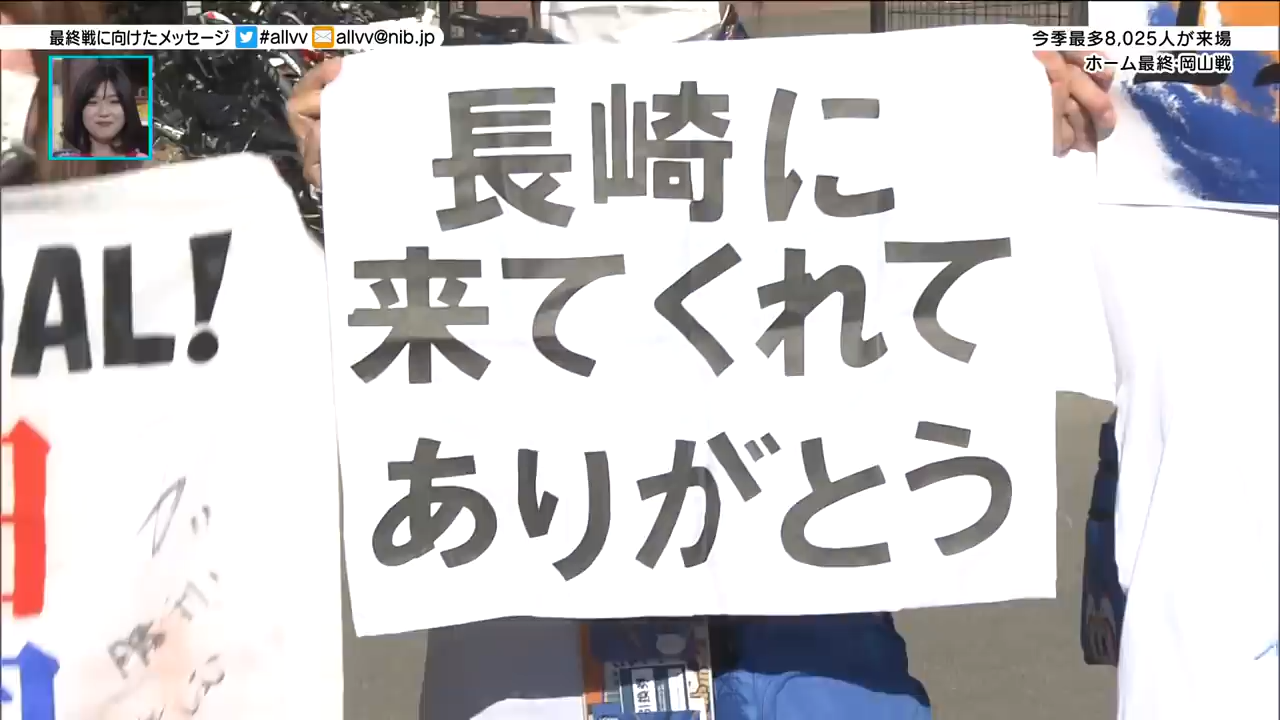 最終戦に向けたメッセージ #allvv allvv@nib.jp
今季最多8,025人が来場
ホーム最終 岡山戦
長崎に
来てくれて
ありがとう
AL!